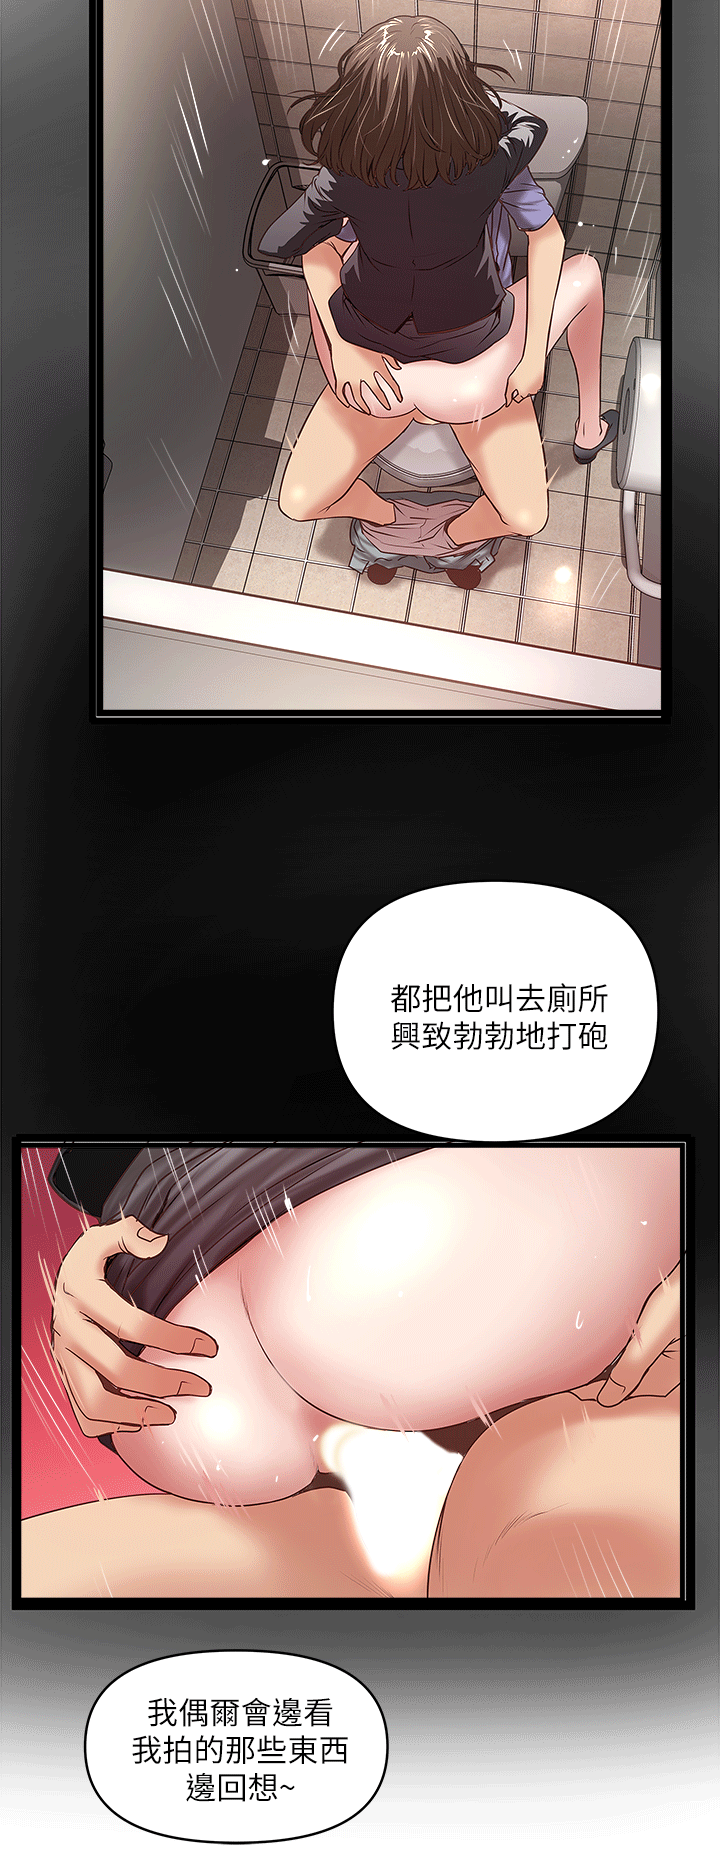 都把他叫去廁所
興致勃勃地打砲
我偶爾會邊看
我拍的那些東西
邊回想~